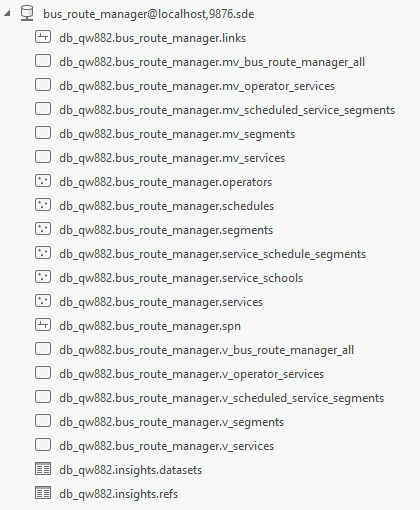 bus_route_manager@localhost,9876.sde
db_qw882.bus_route_manager.links
db_qw882.bus_route_manager.mv_bus_route_manager_all
db_qw882.bus_route_manager.mv_operator_services
db_qw882.bus_route_manager.mv_scheduled_service_segments
db_qw882.bus_route_manager.mv_segments
db_qw882.bus_route_manager.mv_services
db_qw882.bus_route_manager.operators
db_qw882.bus_route_manager.schedules
db_qw882.bus_route_manager.segments
db_qw882.bus_route_manager.service_schedule_segments
db_qw882.bus_route_manager.service_schools
db_qw882.bus_route_manager.services
db_qw882.bus_route_manager.spn
db_qw882.bus_route_manager.v_bus_route_manager_all
db_qw882.bus_route_manager.v_operator_services
db_qw882.bus_route_manager.v_scheduled_service_segments
db_qw882.bus_route_manager.v_segments
db_qw882.bus_route_manager.v_services
db_qw882.insights.datasets
db_qw882.insights.refs